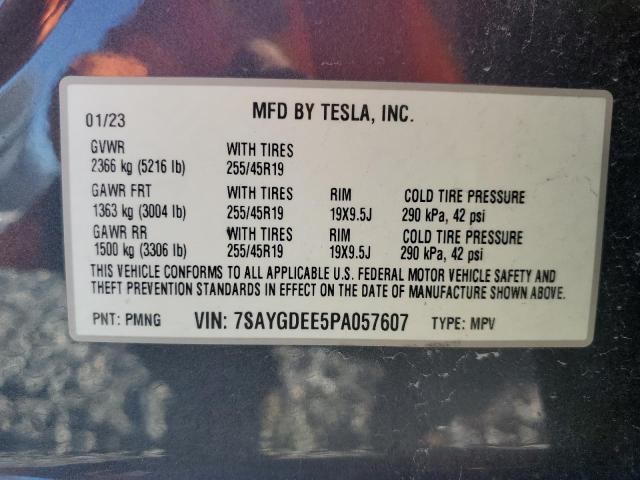 MFD BY TESLA, INC.
01/23
GVWR WITH TIRES
2366 kg (5216 lb) 255/45R19
GAWR FRT WITH TIRES RIM COLD TIRE PRESSURE
1363 kg (3004 lb) 255/45R19 19X9.5J 290 kPa, 42 psi
GAWR RR WITH TIRES RIM COLD TIRE PRESSURE
1500 kg (3306 lb) 255/45R19 19X9.5J 290 kPa, 42 psi
THIS VEHICLE CONFORMS TO ALL APPLICABLE U.S. FEDERAL MOTOR VEHICLE SAFETY AND
THEFT PREVENTION STANDARDS IN EFFECT ON THE DATE OF MANUFACTURE SHOWN ABOVE.
PNT: PMNG VIN: 7SAYGDEE5PA057607 TYPE: MPV